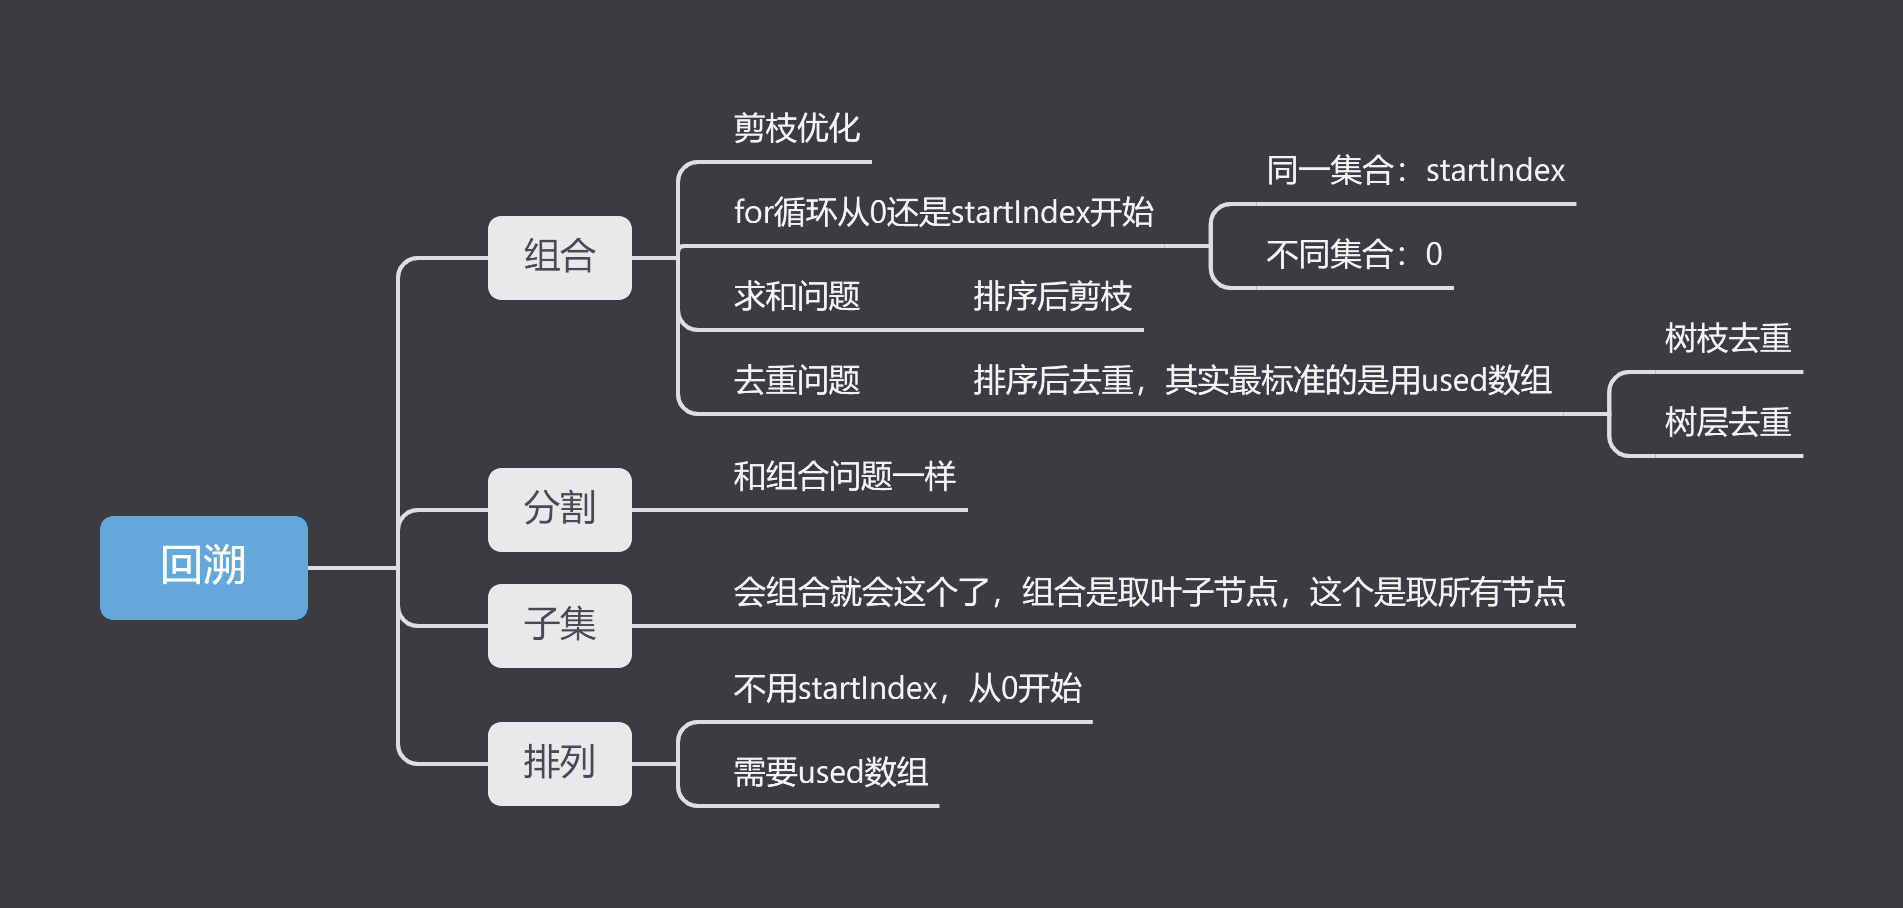 回溯
组合
剪枝优化
for循环从0还是startIndex开始
同一集合：startIndex
不同集合：0
求和问题 排序后剪枝
去重问题 排序后去重，其实最标准的是用used数组
树枝去重
树层去重
分割
和组合问题一样
子集
会组合就会这个了，组合是取叶子节点，这个是取所有节点
排列
不用startIndex，从0开始
需要used数组